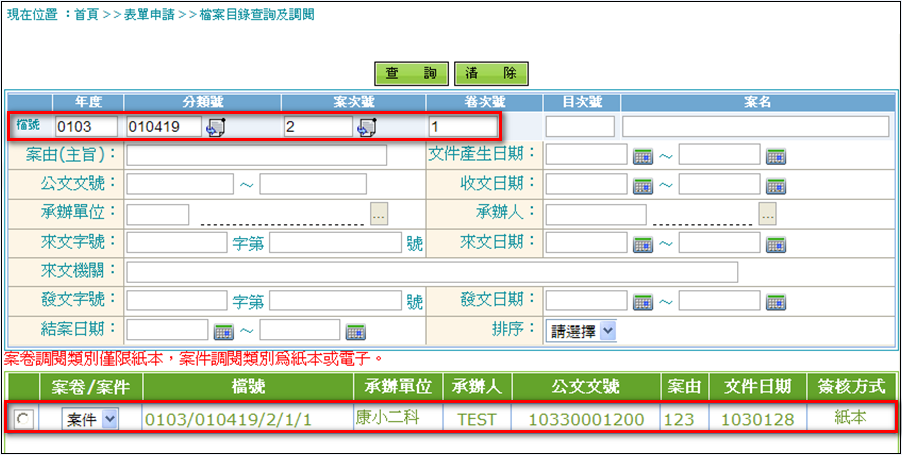 現在位置 ：首頁 >> 表單申請 >> 檔案目錄查詢及調閱
查 詢 清 除
年度 分類號 案次號 卷次號 目次號 案名
檔號 0103 010419 2 1
案由(主旨)： 文件產生日期： ～
公文文號： ～ 收文日期： ～
承辦單位： ... 承辦人： ...
來文字號： 字第 號 來文日期： ～
來文機關：
發文字號： 字第 號 發文日期： ～
結案日期： ～ 排序： 請選擇
案卷調閱類別僅限紙本，案件調閱類別為紙本或電子。
案卷/案件 檔號 承辦單位 承辦人 公文文號 案由 文件日期 簽核方式
案件 0103/010419/2/1/1 康小二科 TEST 10330001200 123 1030128 紙本